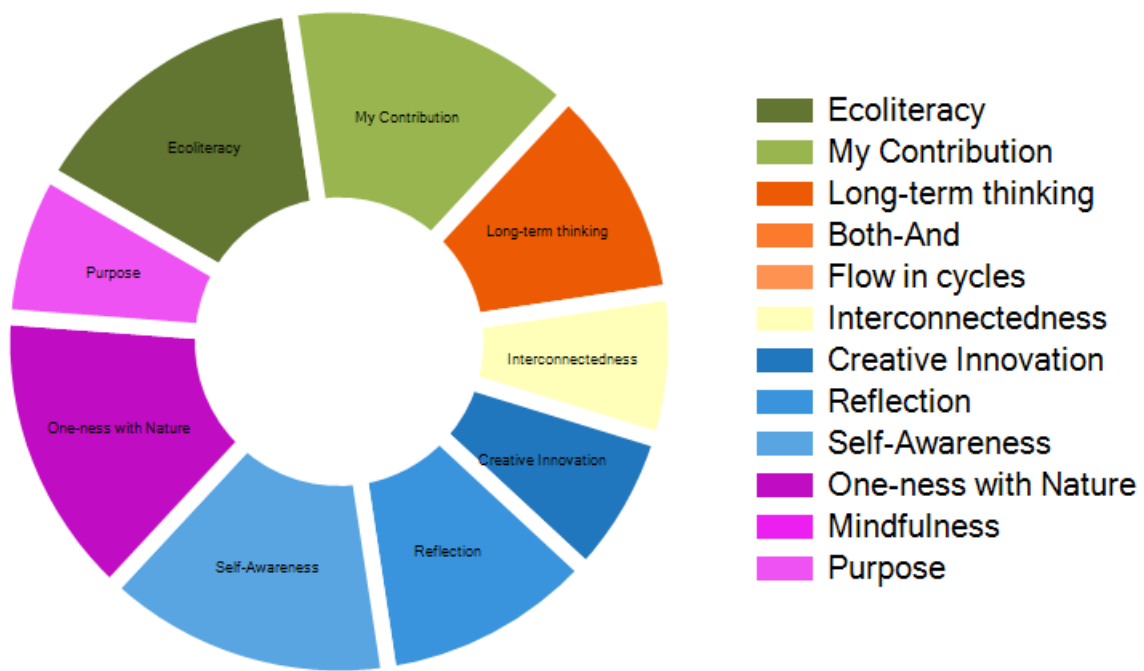 My Contribution
Ecoliteracy
Long-term thinking
Purpose
Interconnectedness
One-ness with Nature
Creative Innovation
Reflection
Self-Awareness
Ecoliteracy
My Contribution
Long-term thinking
Both-And
Flow in cycles
Interconnectedness
Creative Innovation
Reflection
Self-Awareness
One-ness with Nature
Mindfulness
Purpose